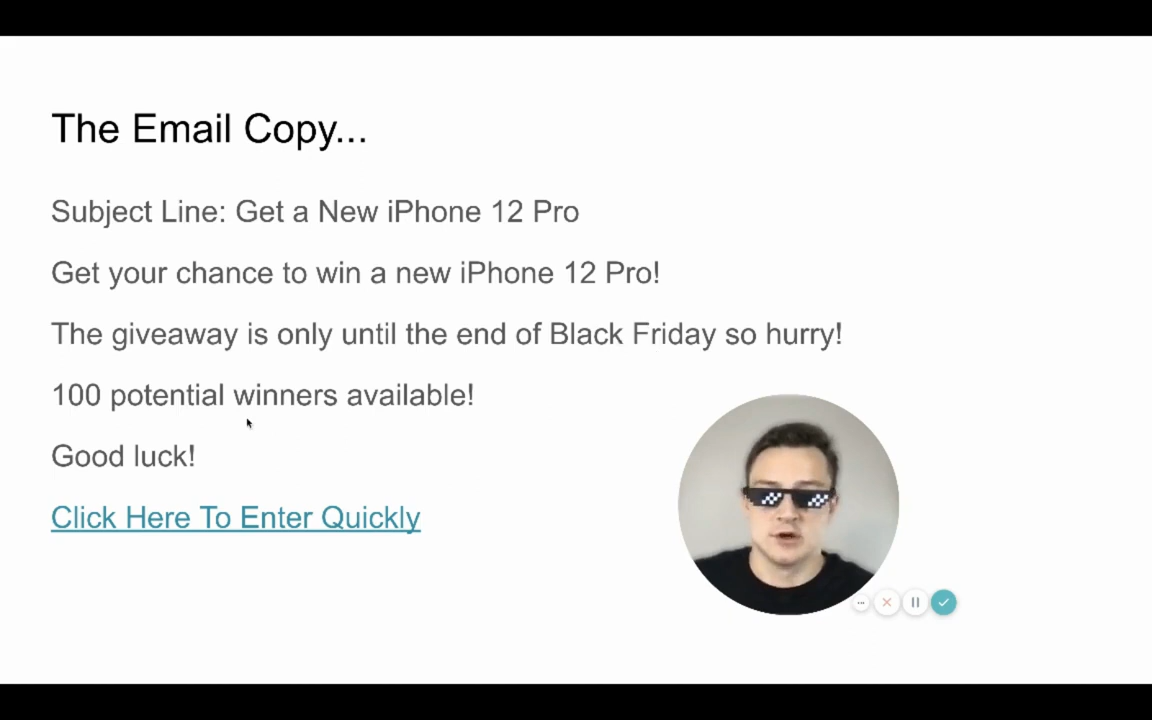 The Email Copy...
Subject Line: Get a New iPhone 12 Pro
Get your chance to win a new iPhone 12 Pro!
The giveaway is only until the end of Black Friday so hurry!
100 potential winners available!
Good luck!
Click Here To Enter Quickly